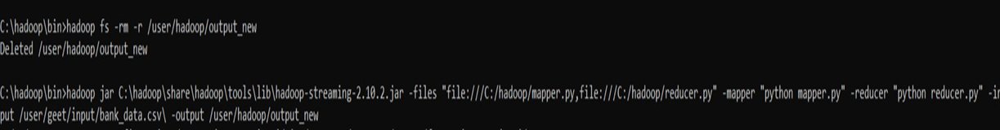 C:\hadoop\bin>hadoop fs -rm -r /user/hadoop/output_new
Deleted /user/hadoop/output_new
C:\hadoop\bin>hadoop jar C:\hadoop\share\hadoop\tools\lib\hadoop-streaming-2.10.2.jar -files "file:///C:/hadoop/mapper.py,file:///C:/hadoop/reducer.py" -mapper "python mapper.py" -reducer "python reducer.py" -in
put /user/geet/input/bank_data.csv\ -output /user/hadoop/output_new